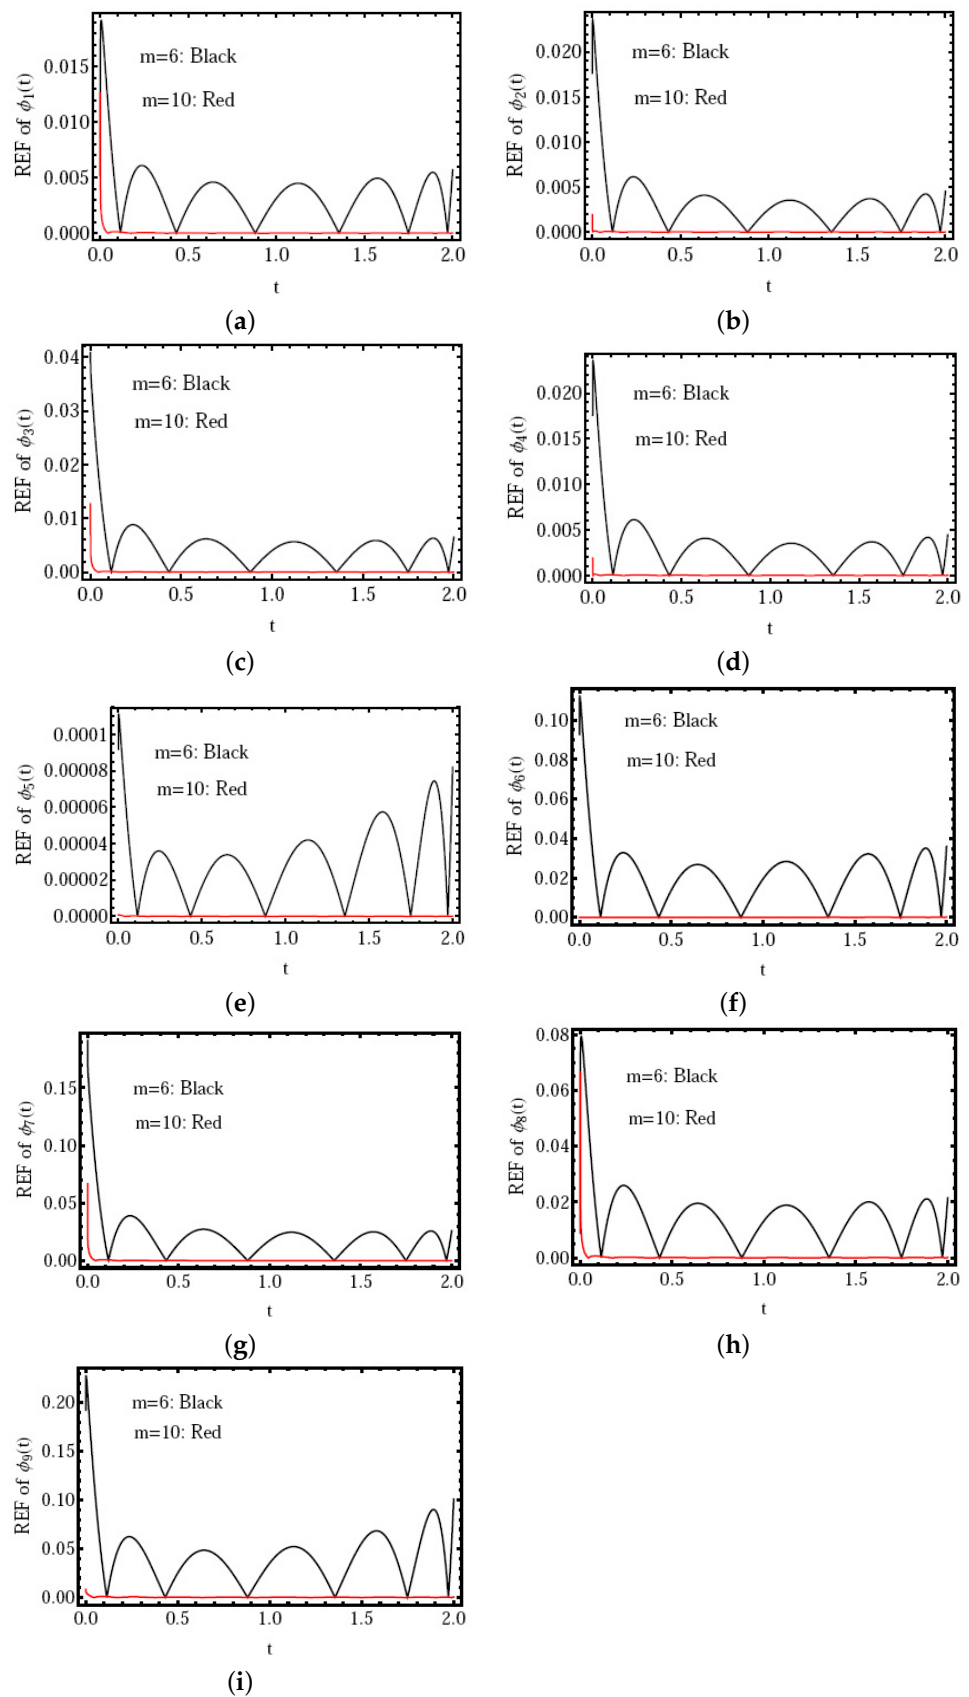 REF of ϕ1(t)
m=6: Black
m=10: Red
0.015
0.010
0.005
0.000
0.0 0.5 1.0 1.5 2.0
t
(a)
REF of ϕ2(t)
m=6: Black
m=10: Red
0.020
0.015
0.010
0.005
0.000
0.0 0.5 1.0 1.5 2.0
t
(b)
REF of ϕ3(t)
m=6: Black
m=10: Red
0.04
0.03
0.02
0.01
0.00
0.0 0.5 1.0 1.5 2.0
t
(c)
REF of ϕ4(t)
m=6: Black
m=10: Red
0.020
0.015
0.010
0.005
0.000
0.0 0.5 1.0 1.5 2.0
t
(d)
REF of ϕ5(t)
m=6: Black
m=10: Red
0.0001
0.00008
0.00006
0.00004
0.00002
0.0000
0.0 0.5 1.0 1.5 2.0
t
(e)
REF of ϕ6(t)
m=6: Black
m=10: Red
0.10
0.08
0.06
0.04
0.02
0.00
0.0 0.5 1.0 1.5 2.0
t
(f)
REF of ϕ7(t)
m=6: Black
m=10: Red
0.15
0.10
0.05
0.00
0.0 0.5 1.0 1.5 2.0
t
(g)
REF of ϕ8(t)
m=6: Black
m=10: Red
0.08
0.06
0.04
0.02
0.00
0.0 0.5 1.0 1.5 2.0
t
(h)
REF of ϕ9(t)
m=6: Black
m=10: Red
0.20
0.15
0.10
0.05
0.00
0.0 0.5 1.0 1.5 2.0
t
(i)